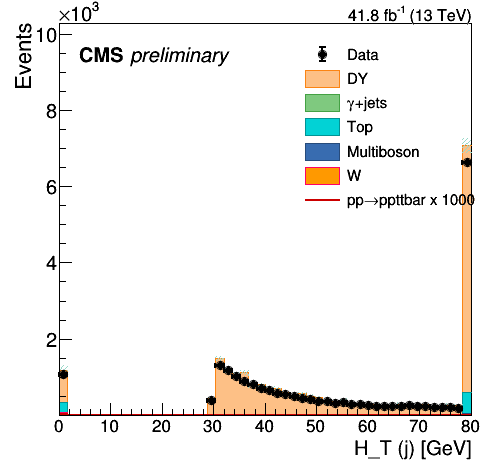 ×10³
41.8 fb⁻¹ (13 TeV)
Events
CMS preliminary
Data
DY
γ+jets
Top
Multiboson
W
pp→ppttbar x 1000
10
8
6
4
2
0 10 20 30 40 50 60 70 80
H_T (j) [GeV]